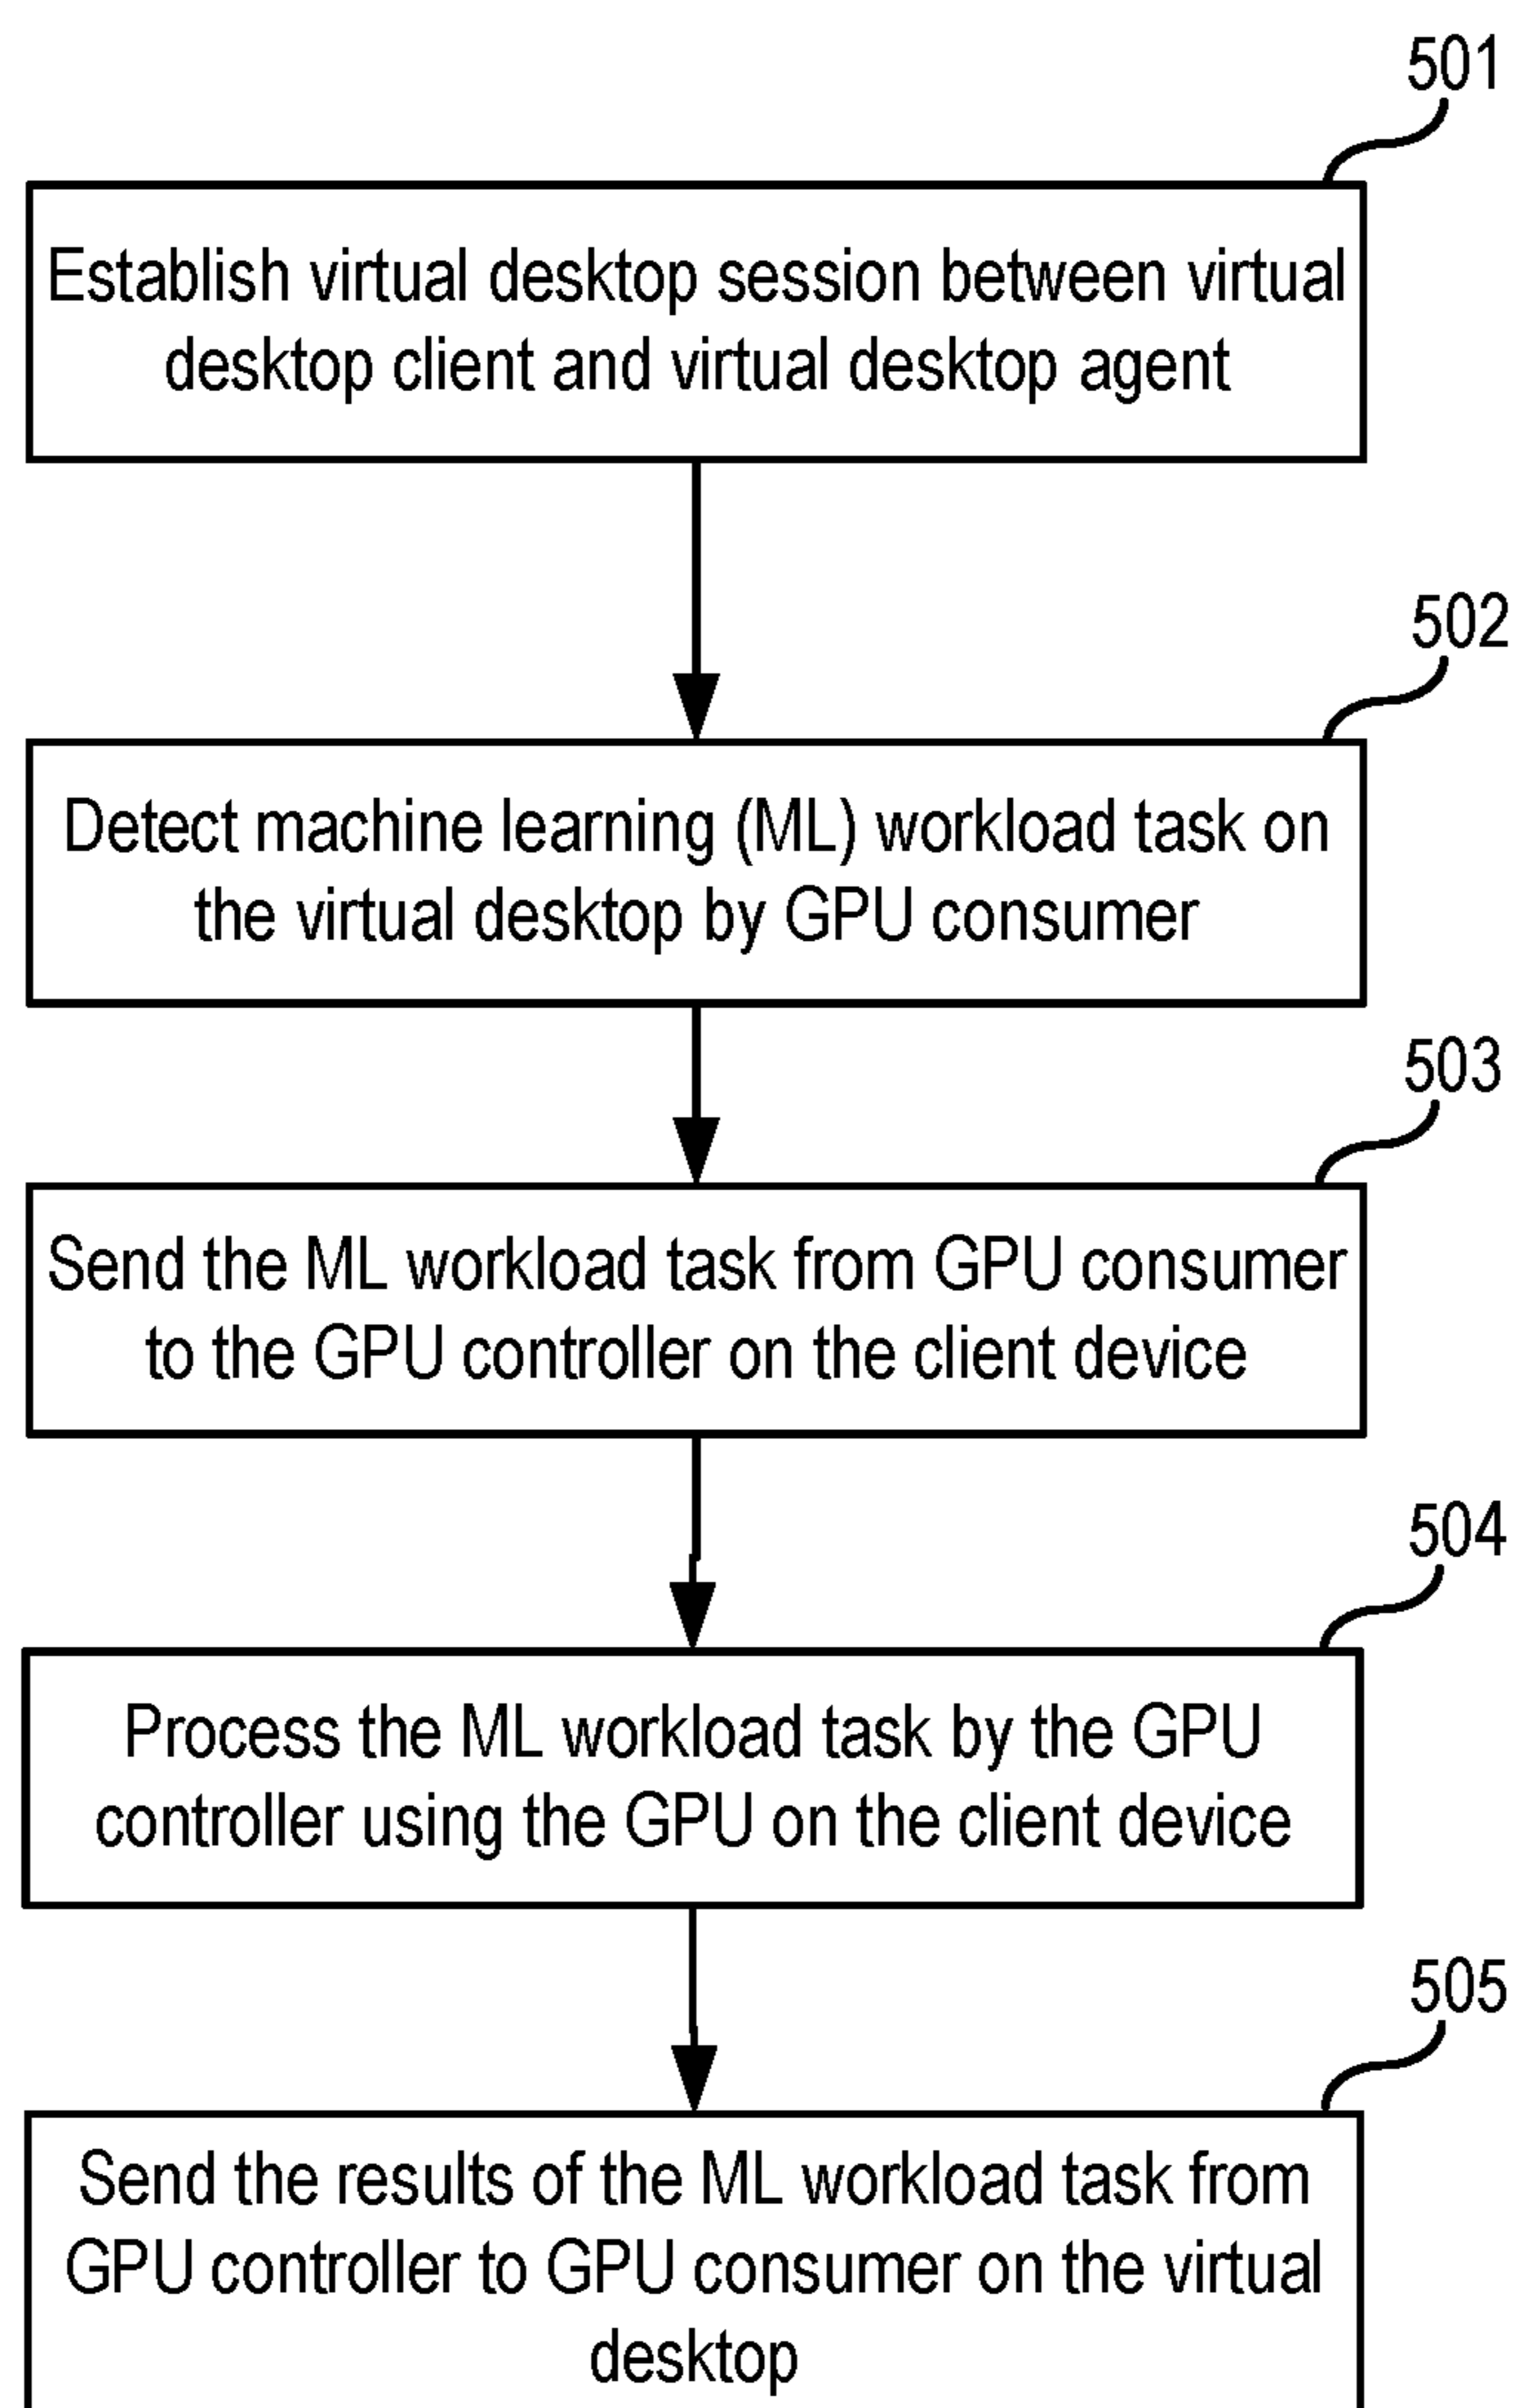 501
Establish virtual desktop session between virtual
desktop client and virtual desktop agent
502
Detect machine learning (ML) workload task on
the virtual desktop by GPU consumer
503
Send the ML workload task from GPU consumer
to the GPU controller on the client device
504
Process the ML workload task by the GPU
controller using the GPU on the client device
505
Send the results of the ML workload task from
GPU controller to GPU consumer on the virtual
desktop